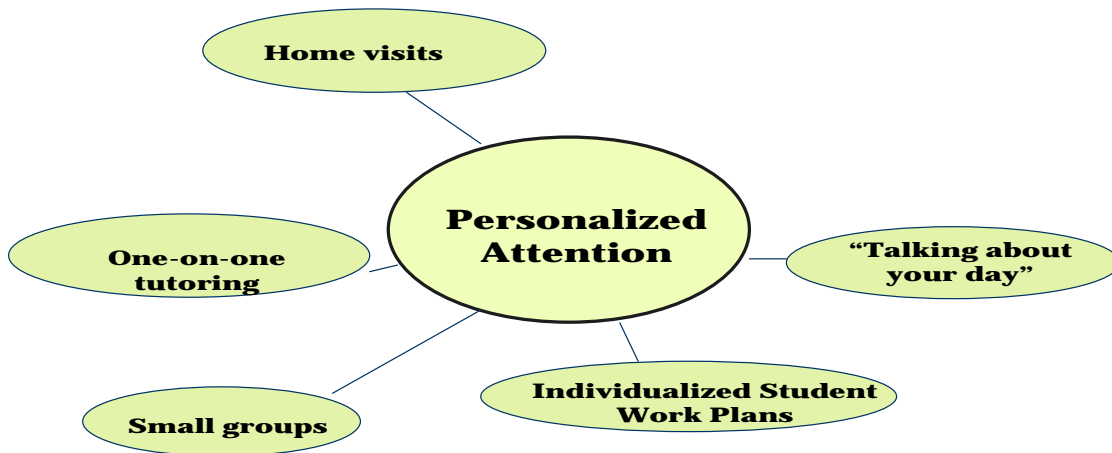 Home visits
Personalized
Attention
One-on-one
tutoring
“Talking about
your day”
Individualized Student
Work Plans
Small groups